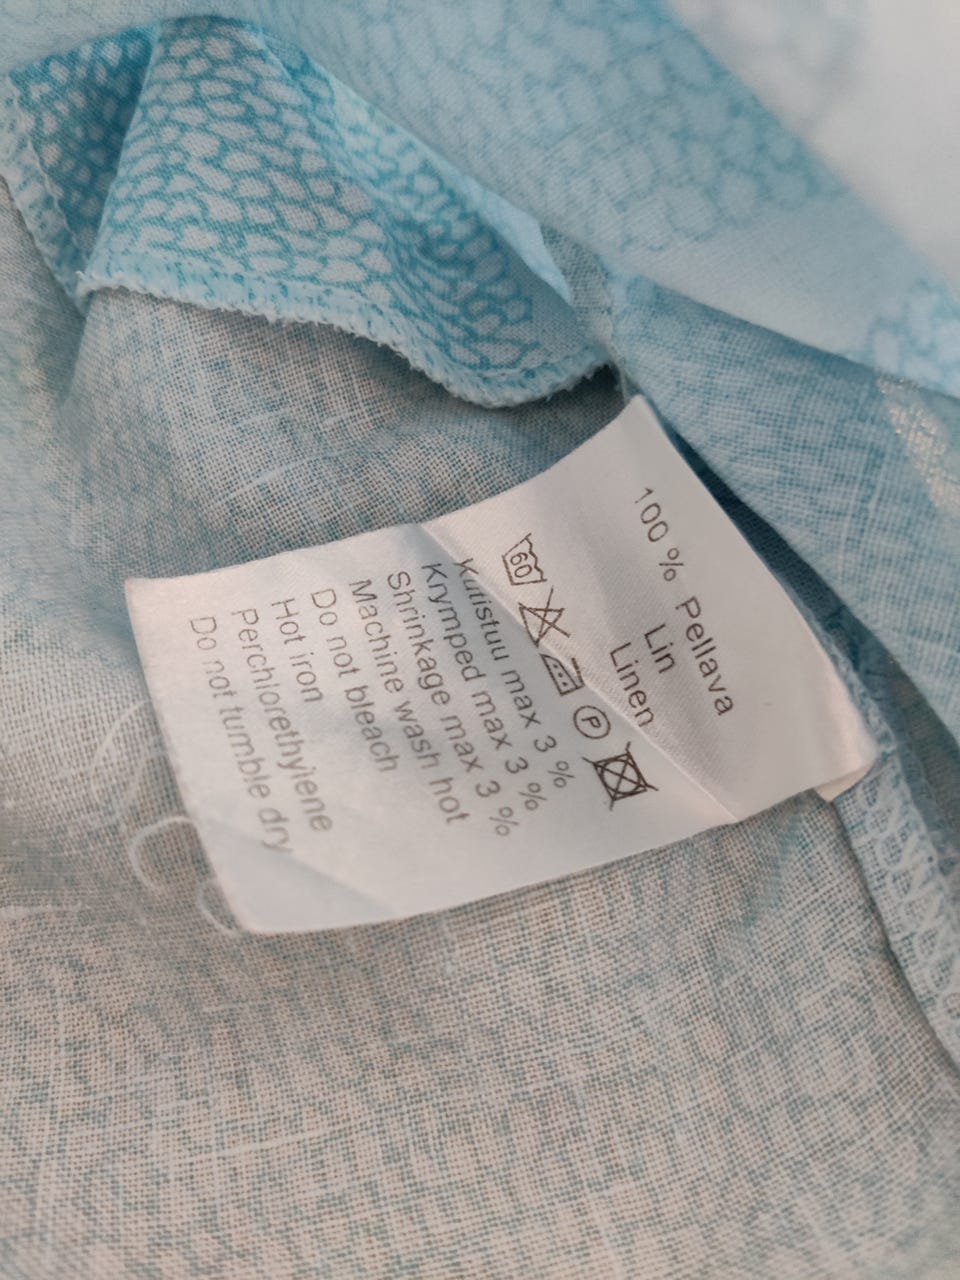 100 % Pellava
Lin
Linen
60 P
Kutistuu max 3 %
Krymped max 3 %
Shrinkage max 3 %
Machine wash hot
Do not bleach
Hot iron
Perchlorethylene
Do not tumble dry